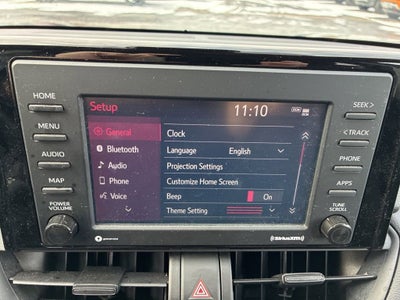 HOME
MENU
AUDIO
MAP
POWER
VOLUME
Setup
11:10
DCM
General
Bluetooth
Audio
Phone
Voice
Clock
Language English
Projection Settings
Customize Home Screen
Beep On
Theme Setting
SEEK >
< TRACK
PHONE
APPS
TUNE
SCROLL
((SiriusXM))